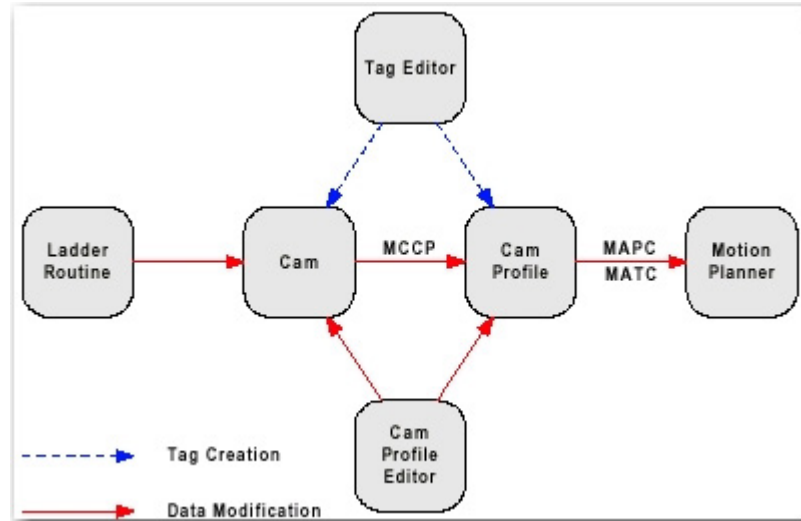 Tag Editor
Ladder
Routine
Cam
MCCP
Cam
Profile
MAPC
MATC
Motion
Planner
Cam
Profile
Editor
Tag Creation
Data Modification